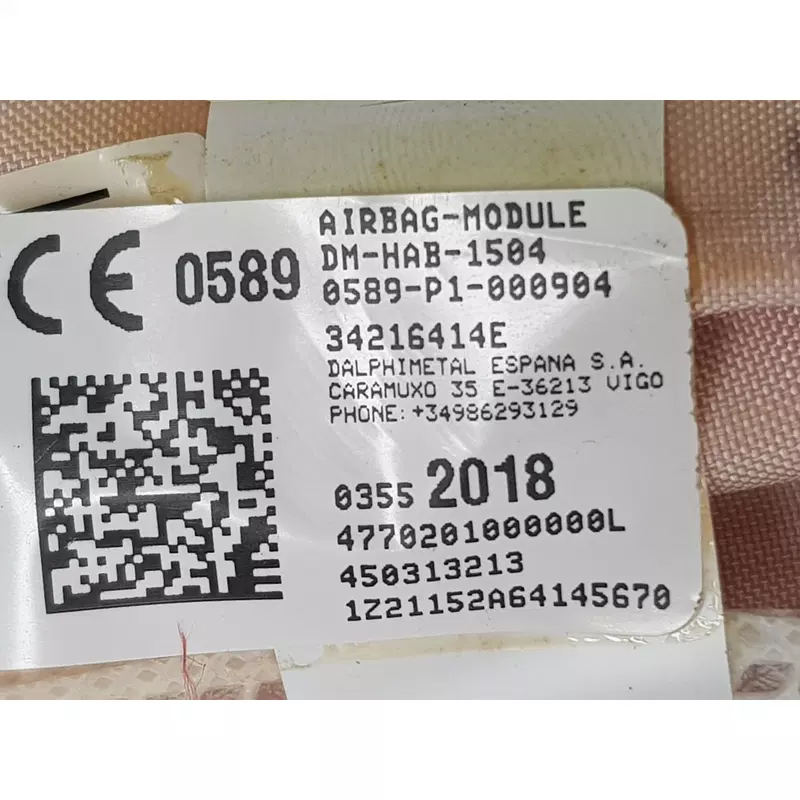 CE 0589
AIRBAG-MODULE
DM-HAB-1504
0589-P1-000904
34216414E
DALPHIMETAL ESPANA S.A.
CARAMUXO 35 E-36213 VIGO
PHONE:+34986293129
0355 2018
4770201000000L
450313213
1Z21152A64145670